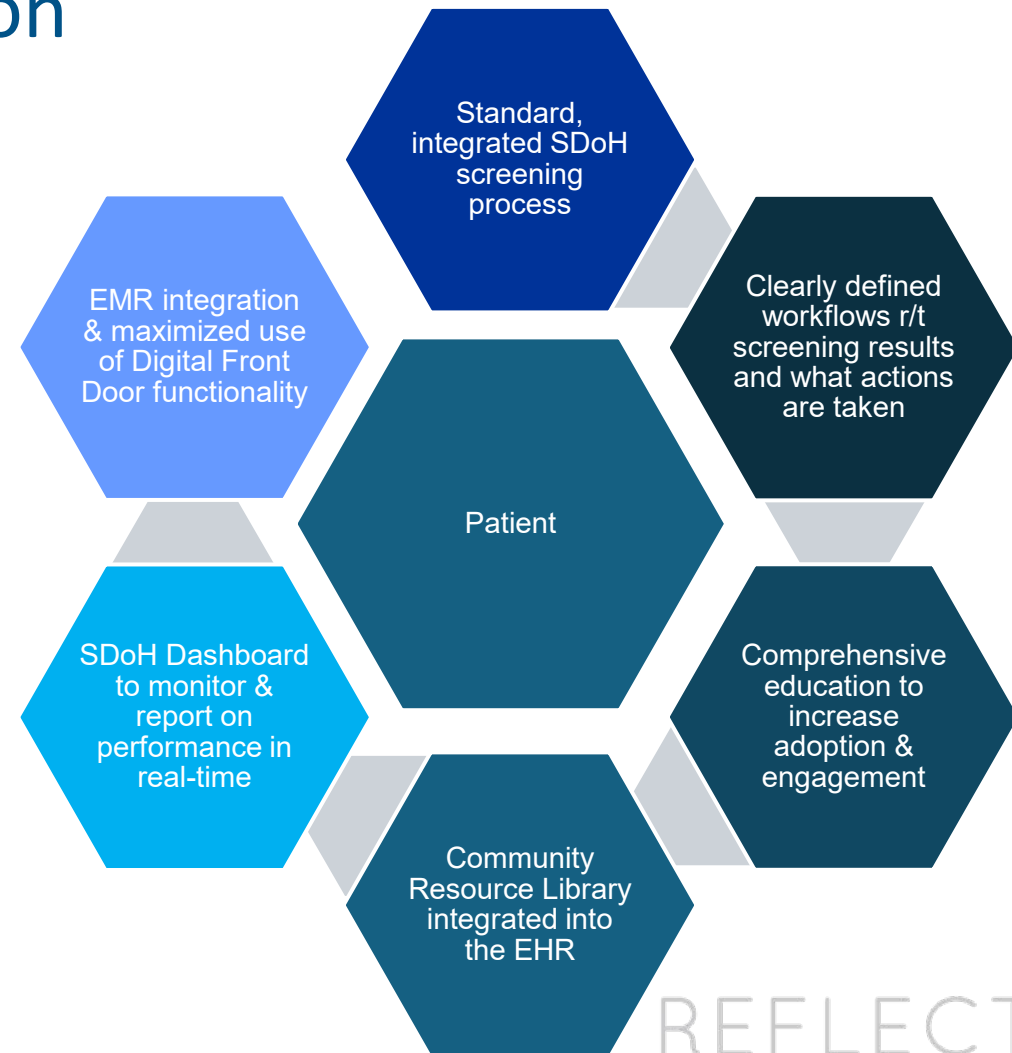 on
Standard,
integrated SDoH
screening
process
Clearly defined
workflows r/t
screening results
and what actions
are taken
Comprehensive
education to
increase
adoption &
engagement
Community
Resource Library
integrated into
the EHR
SDoH Dashboard
to monitor &
report on
performance in
real-time
EMR integration
& maximized use
of Digital Front
Door functionality
Patient
REFLECT